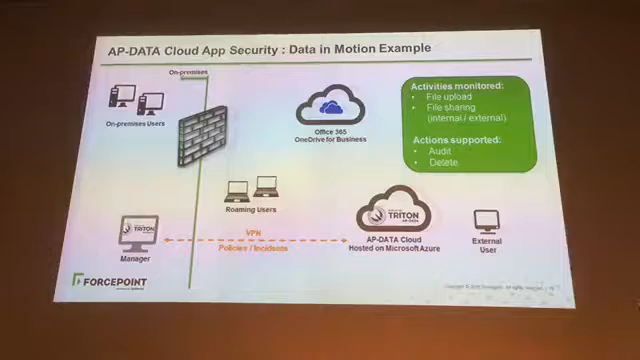 AP-DATA Cloud App Security : Data in Motion Example
On-premises
On-premises Users
Office 365
OneDrive for Business
Activities monitored:
• File upload
• File sharing
(internal / external)
Actions supported:
• Audit
• Delete
Roaming Users
TRITON
Manager
VPN
Policies / Incidents
TRITON
AP-DATA
AP-DATA Cloud
Hosted on Microsoft Azure
External
User
FORCEPOINT